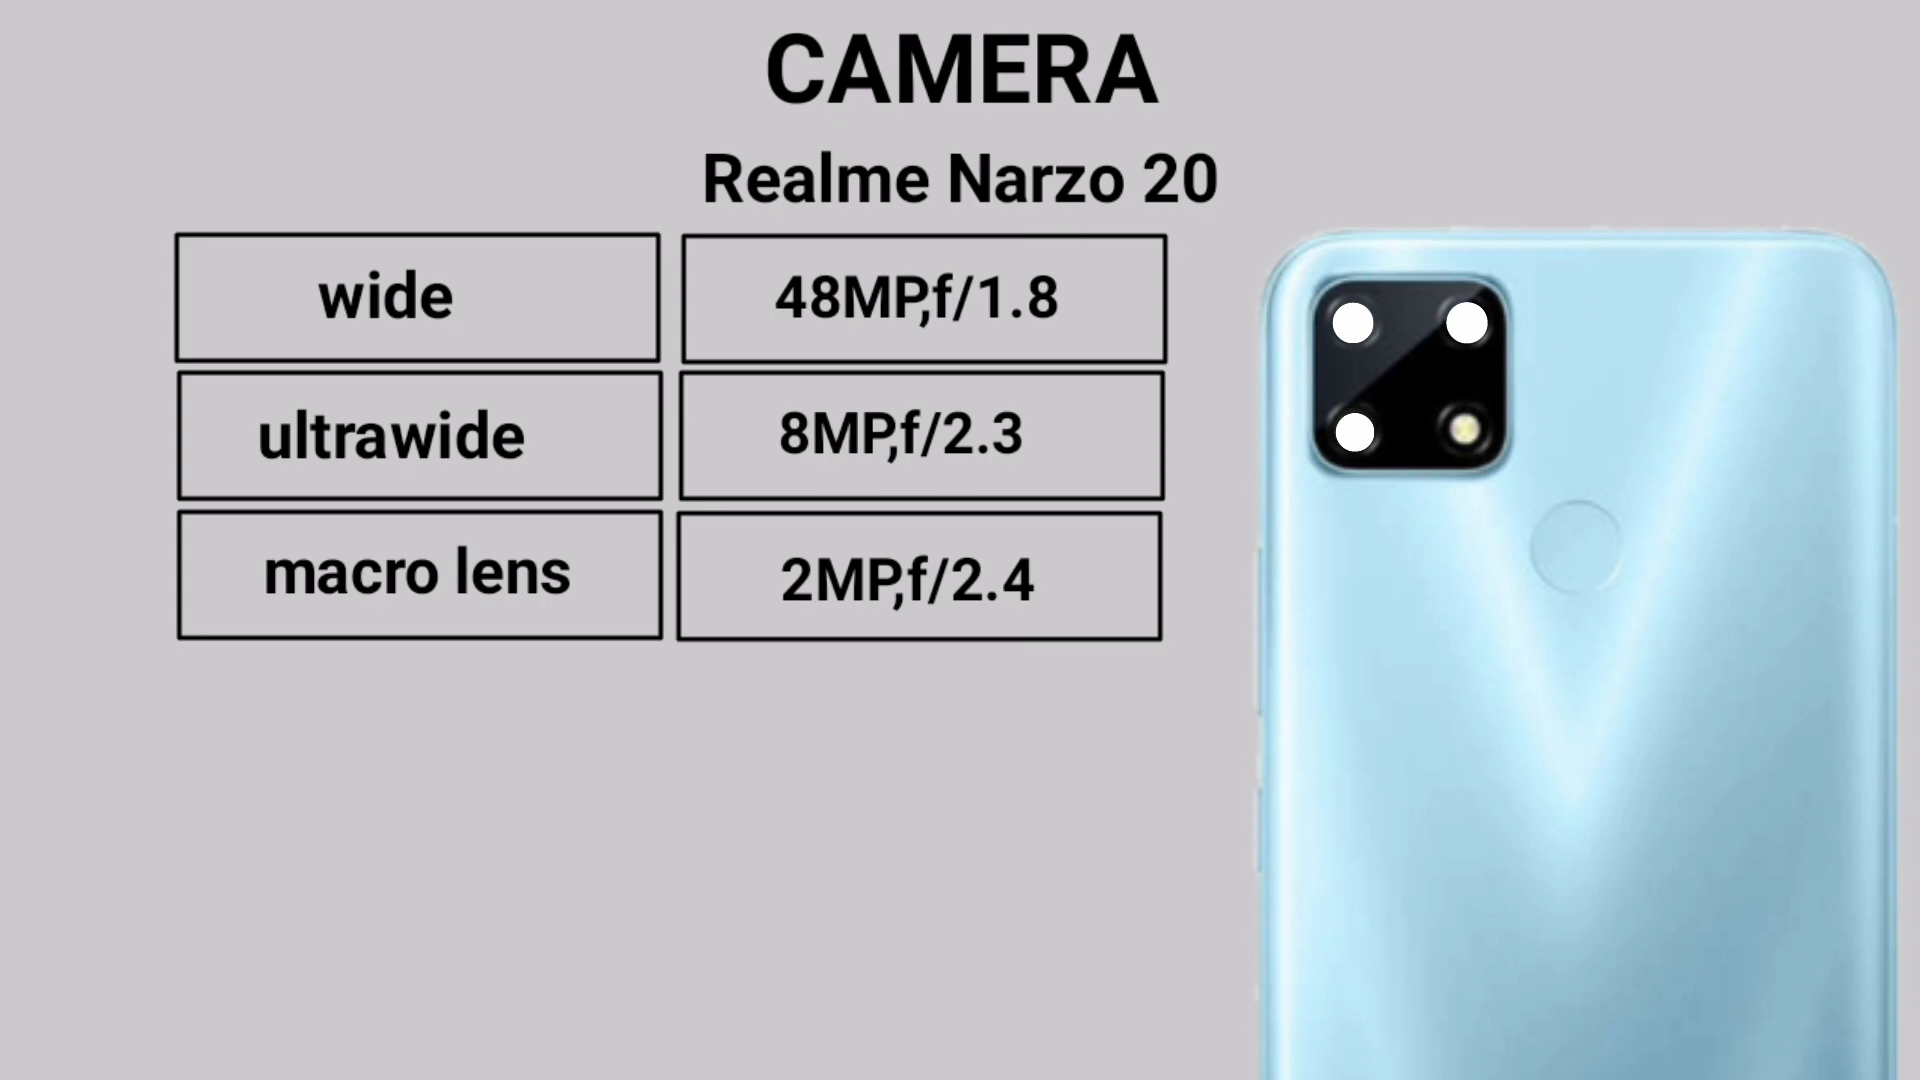 CAMERA
Realme Narzo 20
wide 48MP,f/1.8
ultrawide 8MP,f/2.3
macro lens 2MP,f/2.4